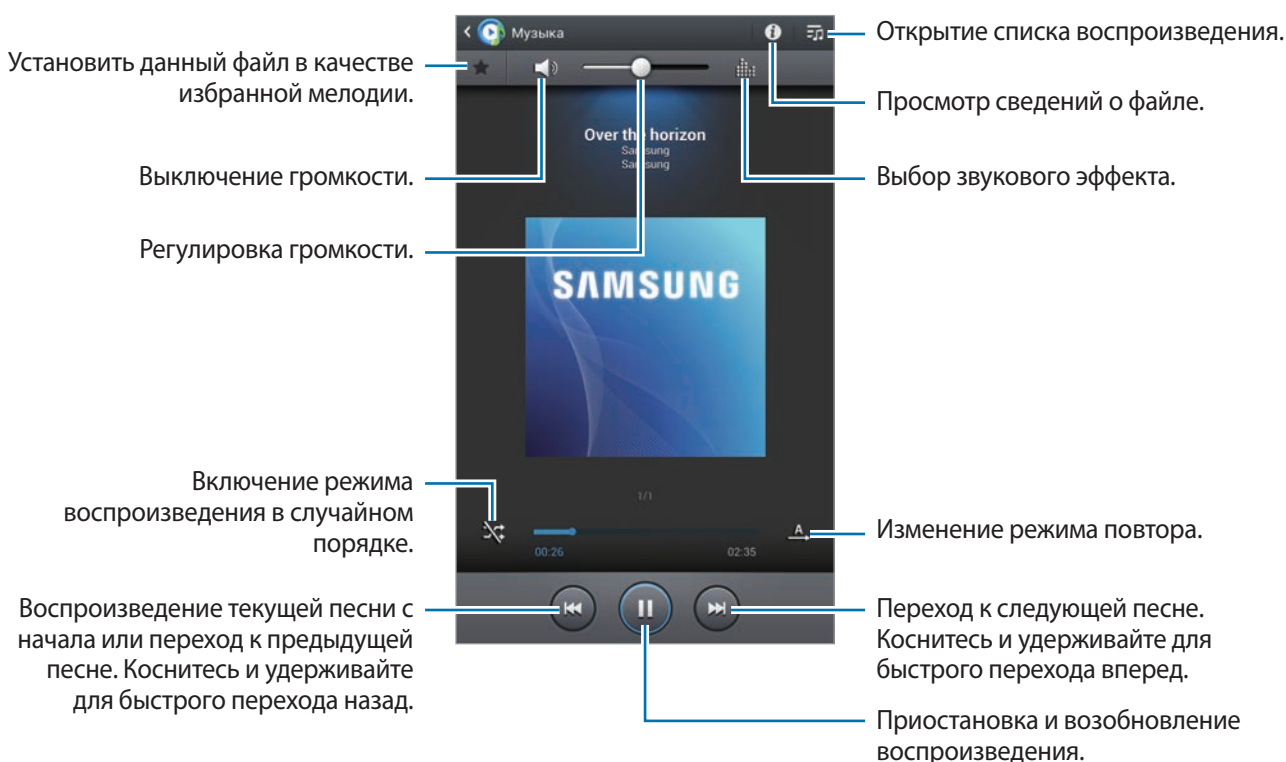 Музыка
Открытие списка воспроизведения.
Установить данный файл в качестве
избранной мелодии.
Просмотр сведений о файле.
Over the horizon
Samsung
Samsung
Выключение громкости.
Выбор звукового эффекта.
Регулировка громкости.
SAMSUNG
Включение режима
воспроизведения в случайном
порядке.
1/1
A
Изменение режима повтора.
00:26
02:35
Воспроизведение текущей песни с
начала или переход к предыдущей
песне. Коснитесь и удерживайте
для быстрого перехода назад.
Переход к следующей песне.
Коснитесь и удерживайте для
быстрого перехода вперед.
Приостановка и возобновление
воспроизведения.